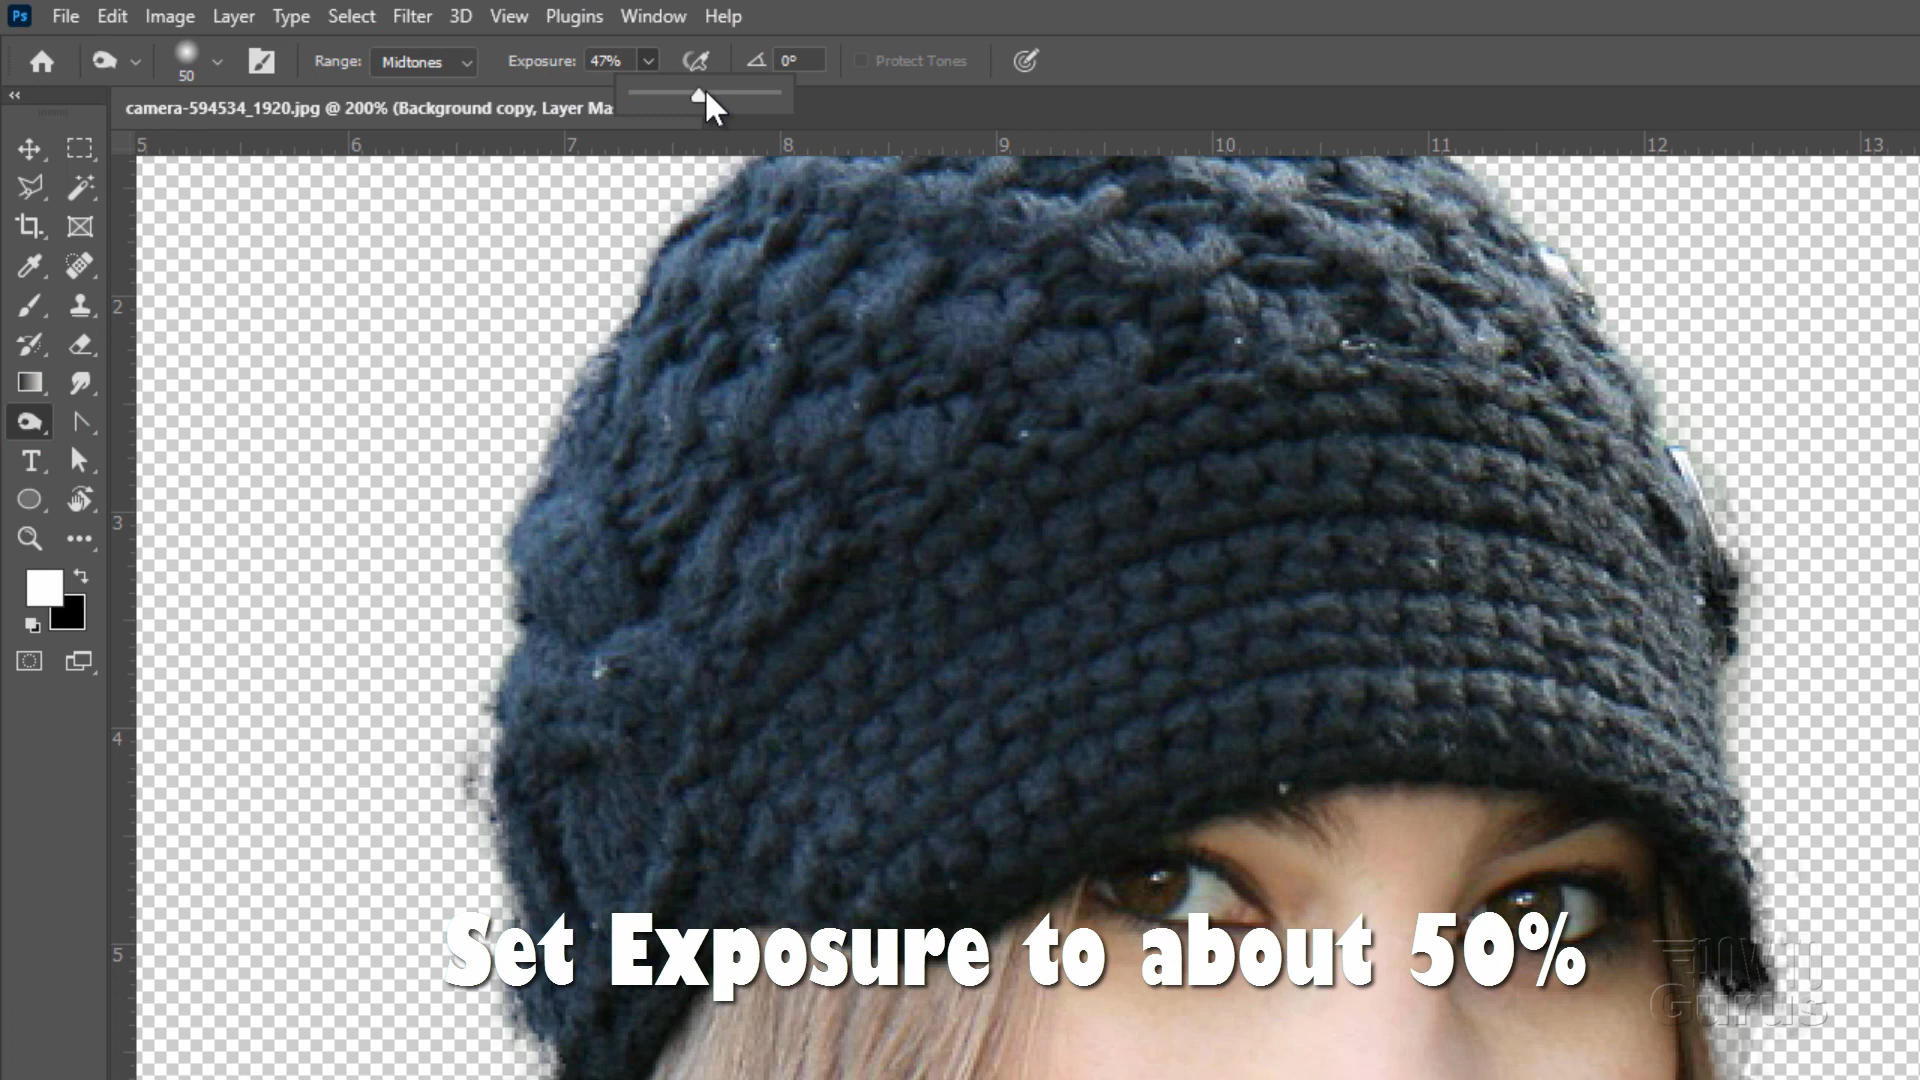 Ps File Edit Image Layer Type Select Filter 3D View Plugins Window Help
50 Range: Midtones Exposure: 47% 0° Protect Tones
camera-594534_1920.jpg @ 200% (Background copy, Layer Ma
5 6 7 8 9 10 11 12 13
2
3
T
4
5
Set Exposure to about 50%
Gurus